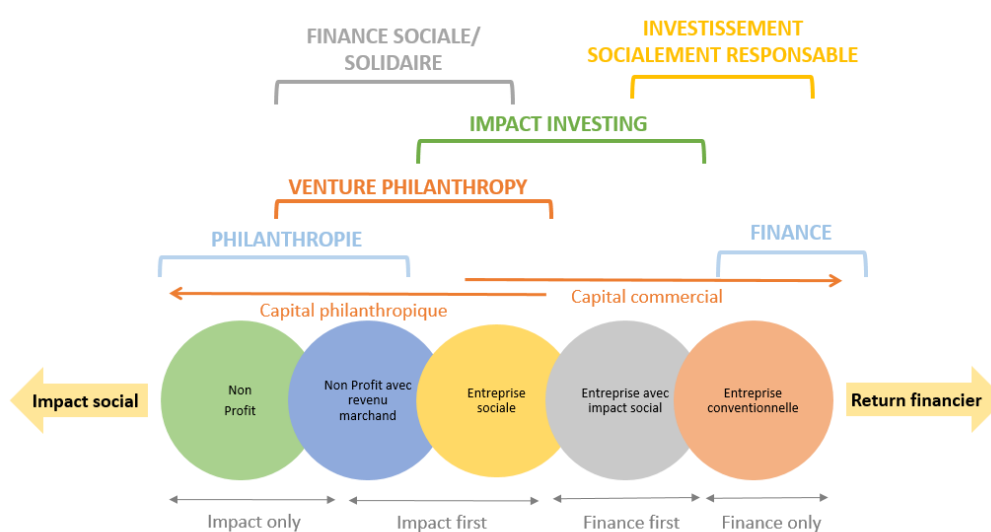 FINANCE SOCIALE/
SOLIDAIRE
INVESTISSEMENT
SOCIALEMENT RESPONSABLE
IMPACT INVESTING
VENTURE PHILANTHROPY
PHILANTHROPIE
FINANCE
Capital philanthropique
Capital commercial
Impact social
Non
Profit
Non Profit avec
revenu
marchand
Entreprise
sociale
Entreprise avec
impact social
Entreprise
conventionnelle
Return financier
Impact only
Impact first
Finance first
Finance only